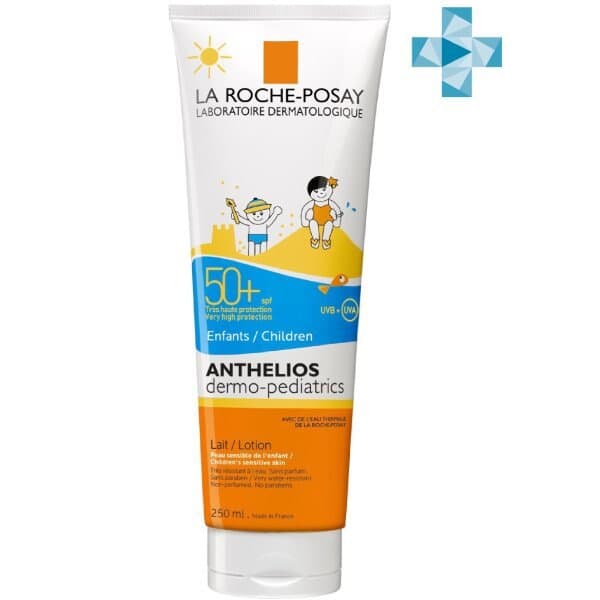 LA ROCHE-POSAY
LABORATOIRE DERMATOLOGIQUE
50+ spf
Très haute protection
Very high protection
UVB + UVA
Enfants / Children
ANTHELIOS
dermo-pediatrics
AVEC DE L'EAU THERMALE
DE LA ROCHE-POSAY
Lait / Lotion
Peau sensible de l'enfant /
Children's sensitive skin
Très résistant à l'eau. Sans parfum.
Sans paraben / Very water-resistant
Non-perfumed. No parabens.
250 ml . Made in France